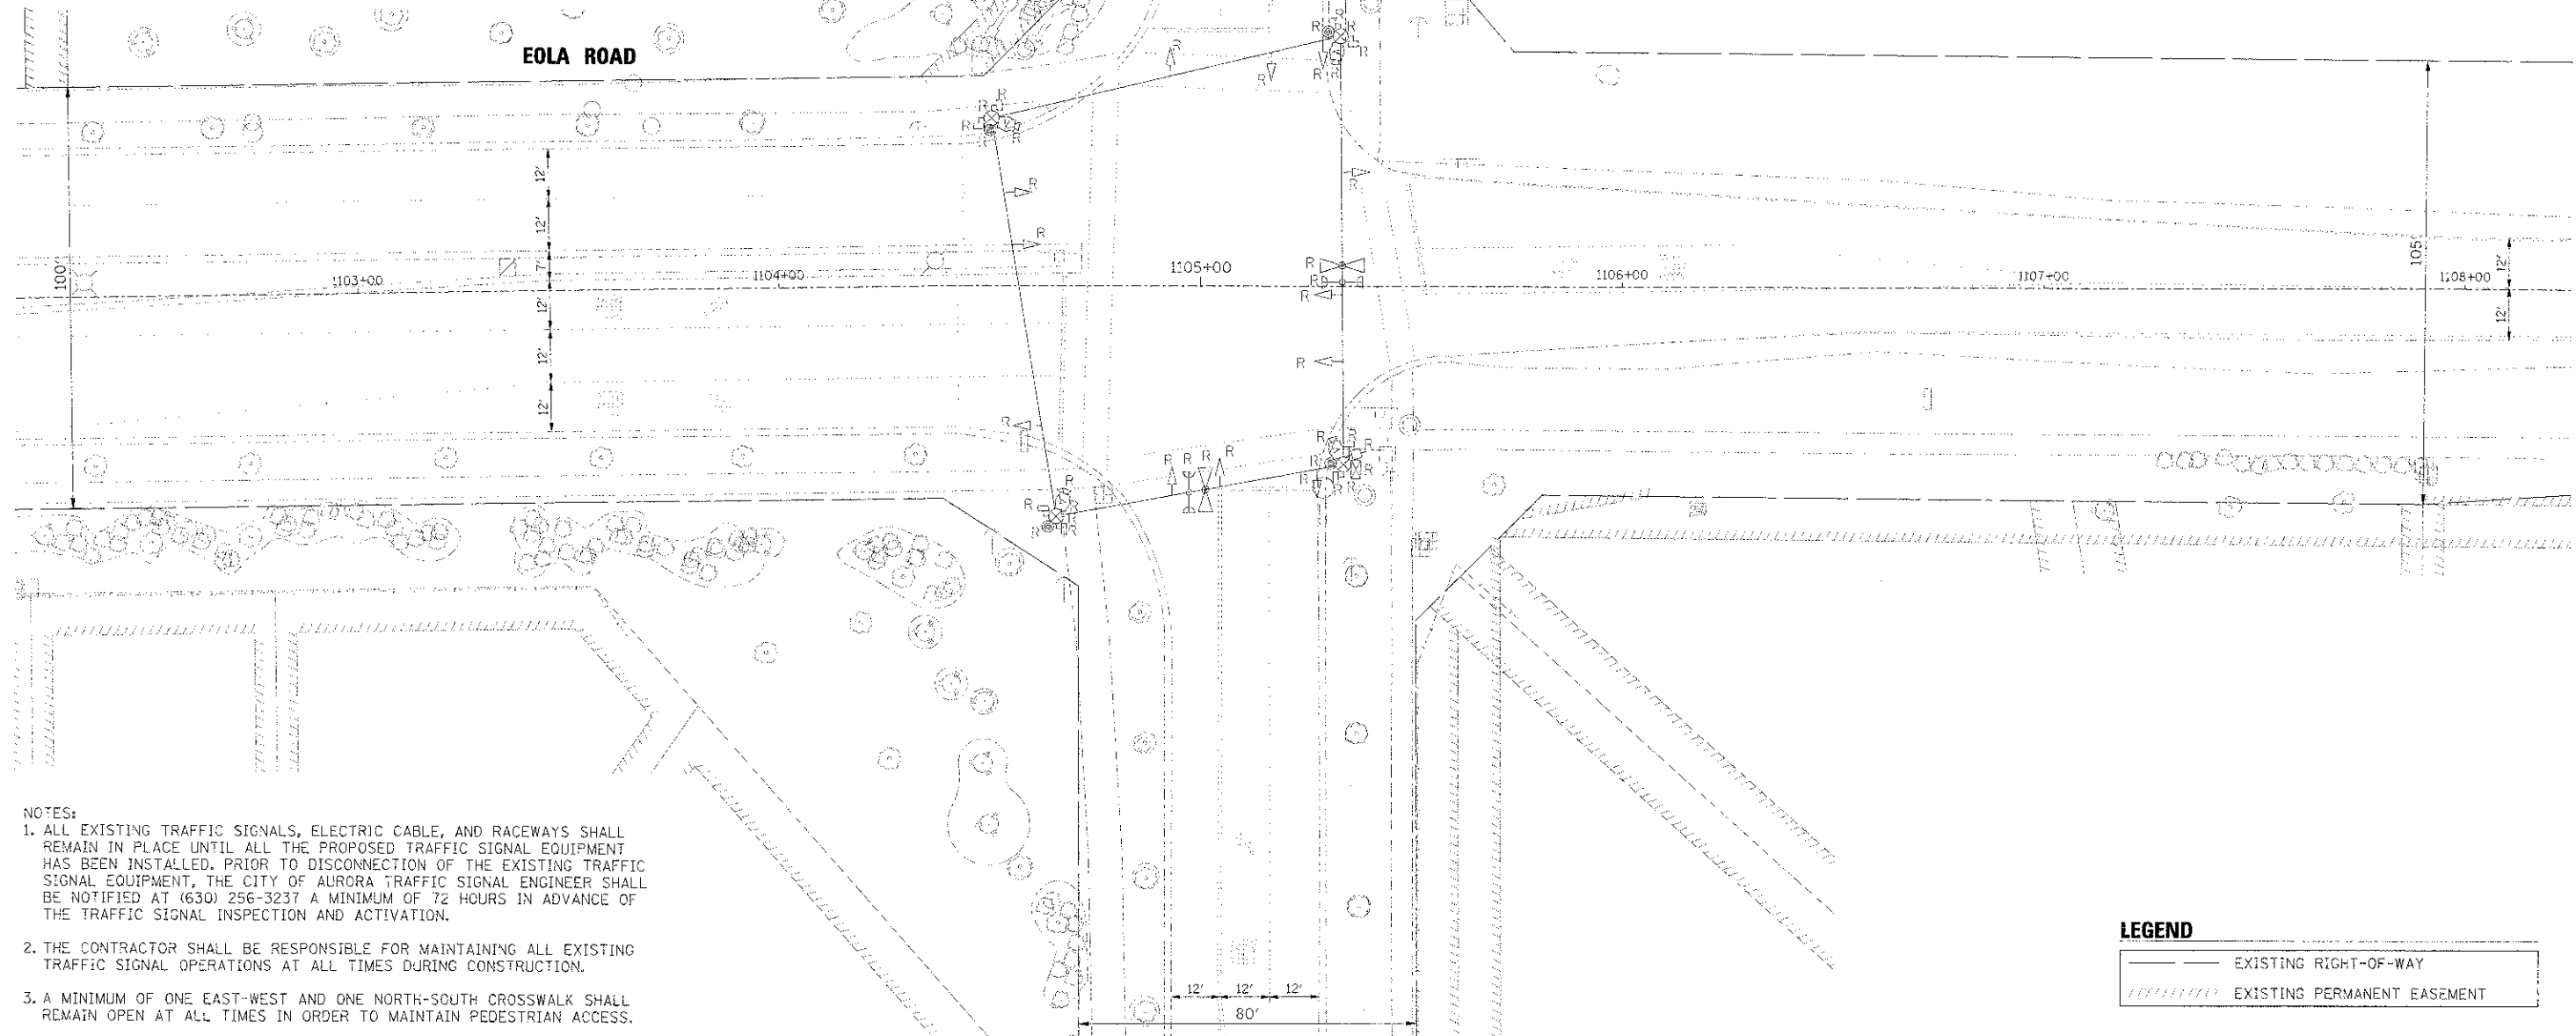 EOLA ROAD
R R
R R
R
R
R
R
R
R
R
R
R
R
R
R
12'
12'
7'
12'
12'
12'
100'
1103+00
1104+00
1105+00
1106+00
1107+00
1108+00
105'
12'
12'
R
R
R
R
R
R
R R R R
R R
R
R
R
R R
R
R
R
R
NOTES:
1. ALL EXISTING TRAFFIC SIGNALS, ELECTRIC CABLE, AND RACEWAYS SHALL
REMAIN IN PLACE UNTIL ALL THE PROPOSED TRAFFIC SIGNAL EQUIPMENT
HAS BEEN INSTALLED. PRIOR TO DISCONNECTION OF THE EXISTING TRAFFIC
SIGNAL EQUIPMENT, THE CITY OF AURORA TRAFFIC SIGNAL ENGINEER SHALL
BE NOTIFIED AT (630) 256-3237 A MINIMUM OF 72 HOURS IN ADVANCE OF
THE TRAFFIC SIGNAL INSPECTION AND ACTIVATION.
2. THE CONTRACTOR SHALL BE RESPONSIBLE FOR MAINTAINING ALL EXISTING
TRAFFIC SIGNAL OPERATIONS AT ALL TIMES DURING CONSTRUCTION.
3. A MINIMUM OF ONE EAST-WEST AND ONE NORTH-SOUTH CROSSWALK SHALL
REMAIN OPEN AT ALL TIMES IN ORDER TO MAINTAIN PEDESTRIAN ACCESS.
12' 12' 12'
80'
LEGEND
EXISTING RIGHT-OF-WAY
EXISTING PERMANENT EASEMENT